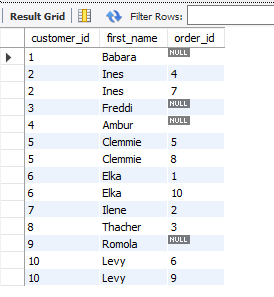 Result Grid Filter Rows:
customer_id first_name order_id
1 Babara NULL
2 Ines 4
2 Ines 7
3 Freddi NULL
4 Ambur NULL
5 Clemmie 5
5 Clemmie 8
6 Elka 1
6 Elka 10
7 Ilene 2
8 Thacher 3
9 Romola NULL
10 Levy 6
10 Levy 9